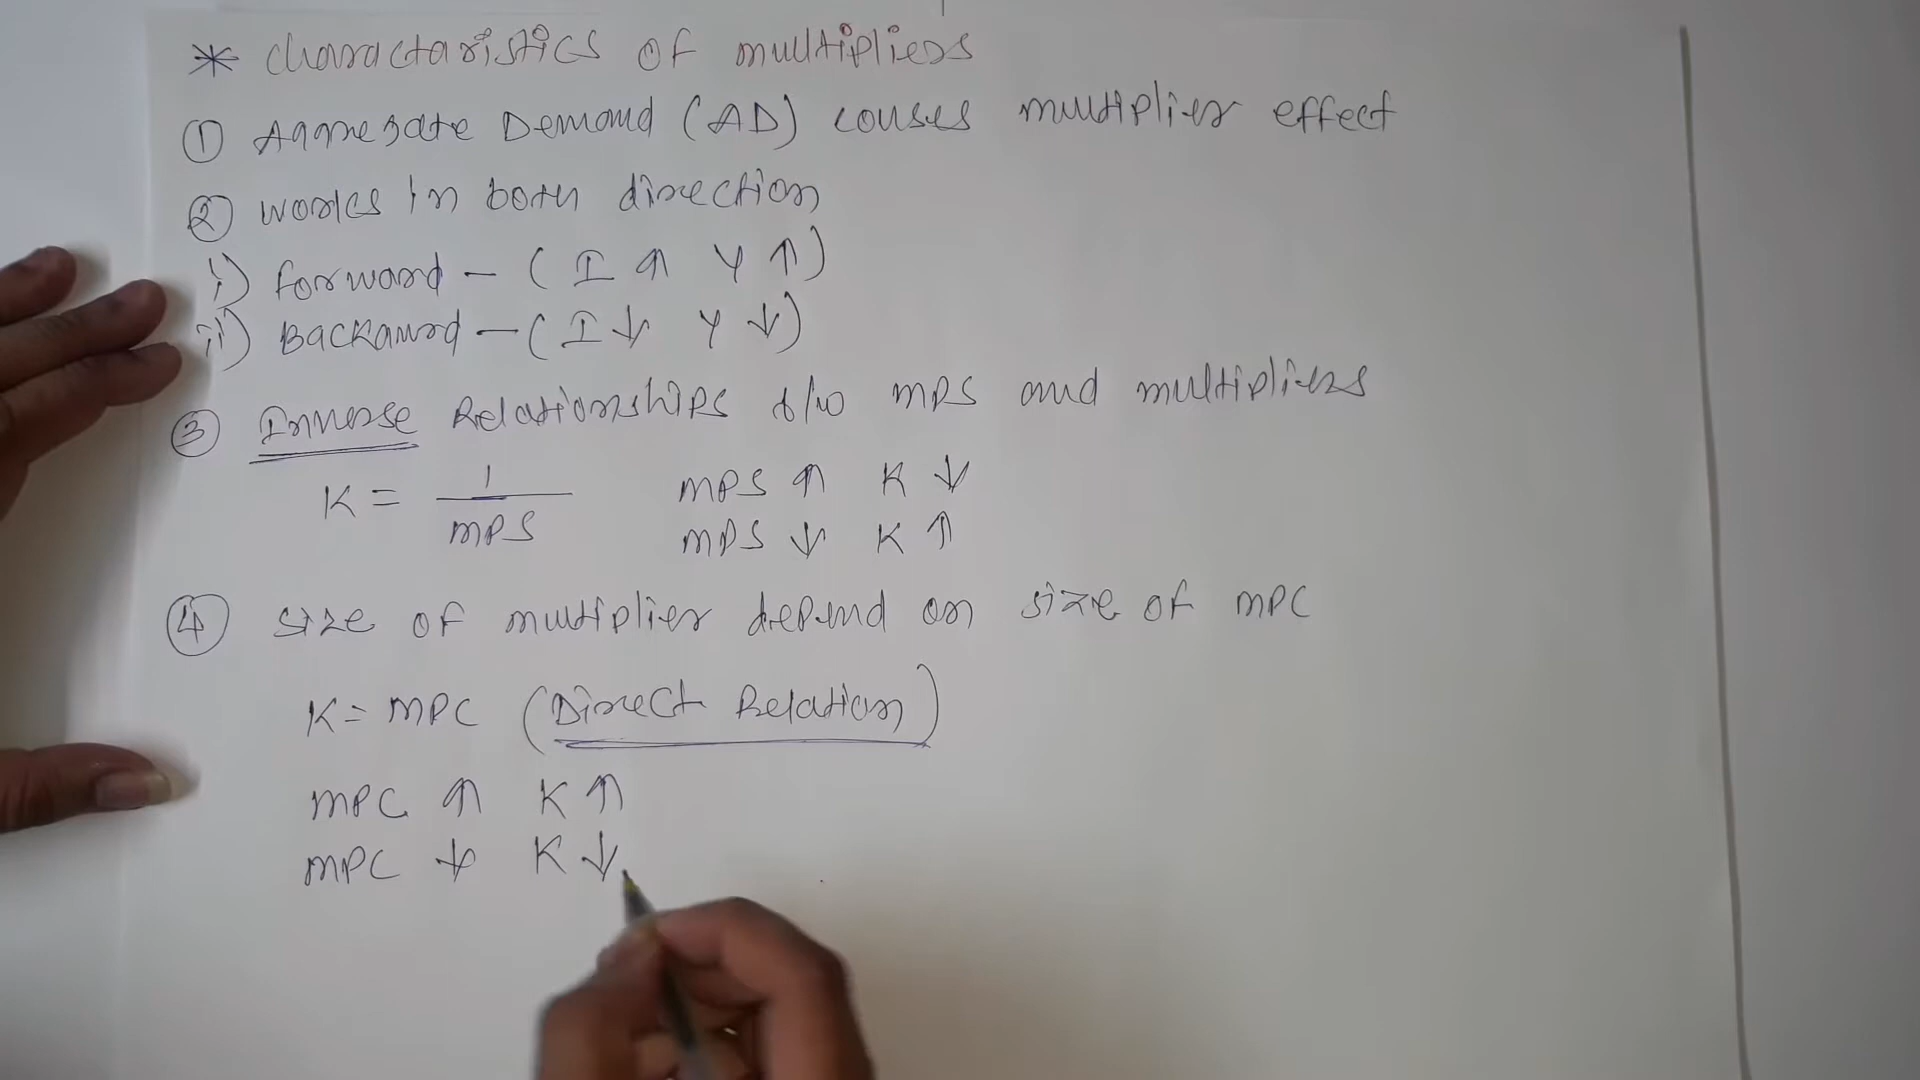 * Charactaristics of multipliers
① Aggregate Demand (AD) causes multiplier effect
② works in both direction
i) forward - ( I ↑ Y ↑ )
ii) Backaword - ( I ↓ Y ↓ )
③ Inverse Relationships b/w MPS and multipliers
K = 1 / MPS
MPS ↑ K ↓
MPS ↓ K ↑
④ size of multiplier depend on size of MPC
K = MPC (Direct Relation)
MPC ↑ K ↑
MPC ↓ K ↓